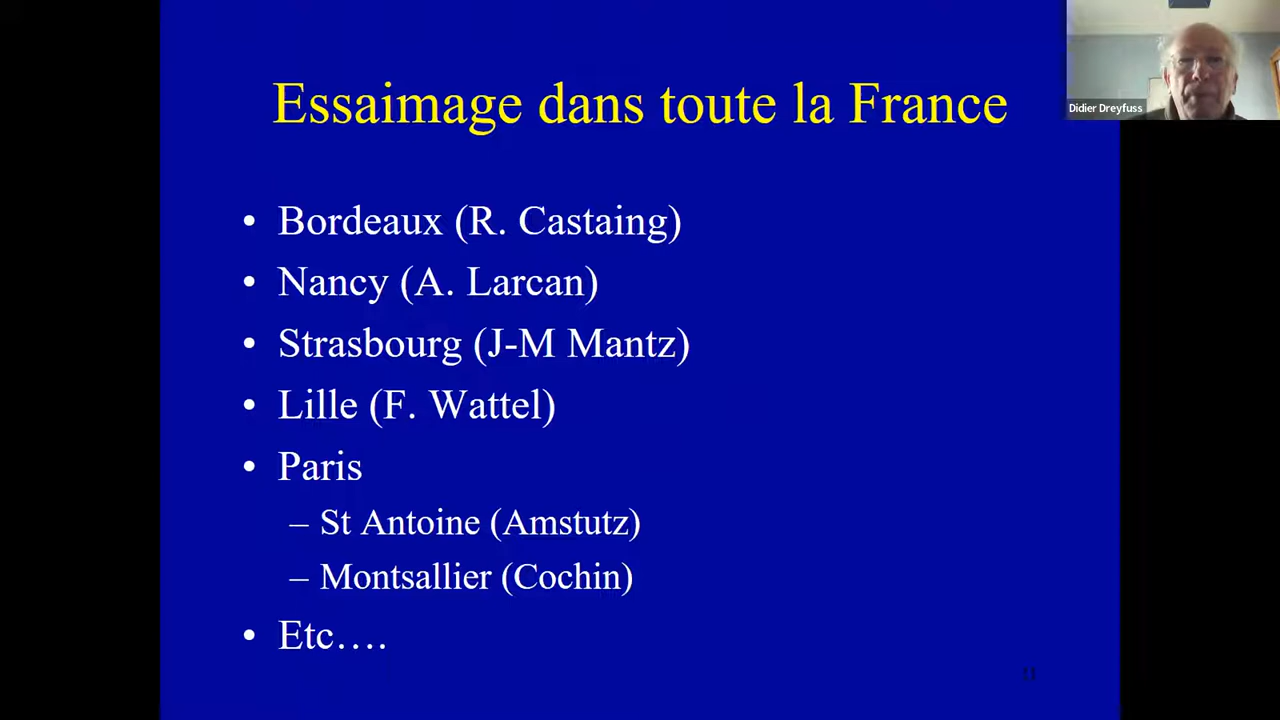 Essaimage dans toute la France
Didier Dreyfuss
• Bordeaux (R. Castaing)
• Nancy (A. Larcan)
• Strasbourg (J-M Mantz)
• Lille (F. Wattel)
• Paris
– St Antoine (Amstutz)
– Montsallier (Cochin)
• Etc….
11